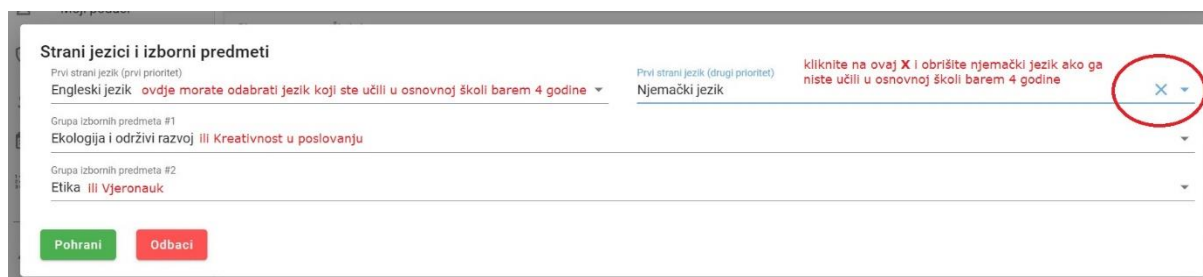 Moji podaci
Strani jezici i izborni predmeti
Prvi strani jezik (prvi prioritet)
Engleski jezik ovdje morate odabrati jezik koji ste učili u osnovnoj školi barem 4 godine
Prvi strani jezik (drugi prioritet)
Njemački jezik
kliknite na ovaj X i obrišite njemački jezik ako ga
niste učili u osnovnoj školi barem 4 godine
Grupa izbornih predmeta #1
Ekologija i održivi razvoj ili Kreativnost u poslovanju
Grupa izbornih predmeta #2
Etika ili Vjeronauk
Pohrani
Odbaci